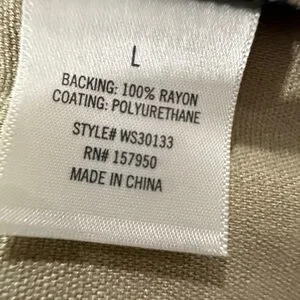 L
BACKING: 100% RAYON
COATING: POLYURETHANE
STYLE# WS30133
RN# 157950
MADE IN CHINA